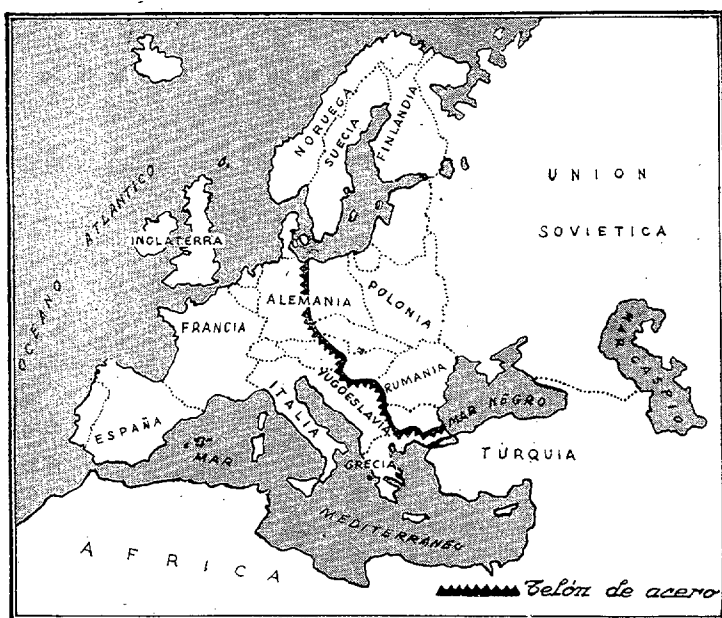 NORUEGA
SUECIA
FINLANDIA
UNION
SOVIETICA
OCEANO ATLANTICO
INGLATERRA
ALEMANIA
POLONIA
FRANCIA
MAR CASPIO
RUMANIA
YUGOESLAVIA
MAR NEGRO
ITALIA
ESPAÑA
MAR
MEDITERRANEO
GRECIA
TURQUIA
AFRICA
Telón de acero